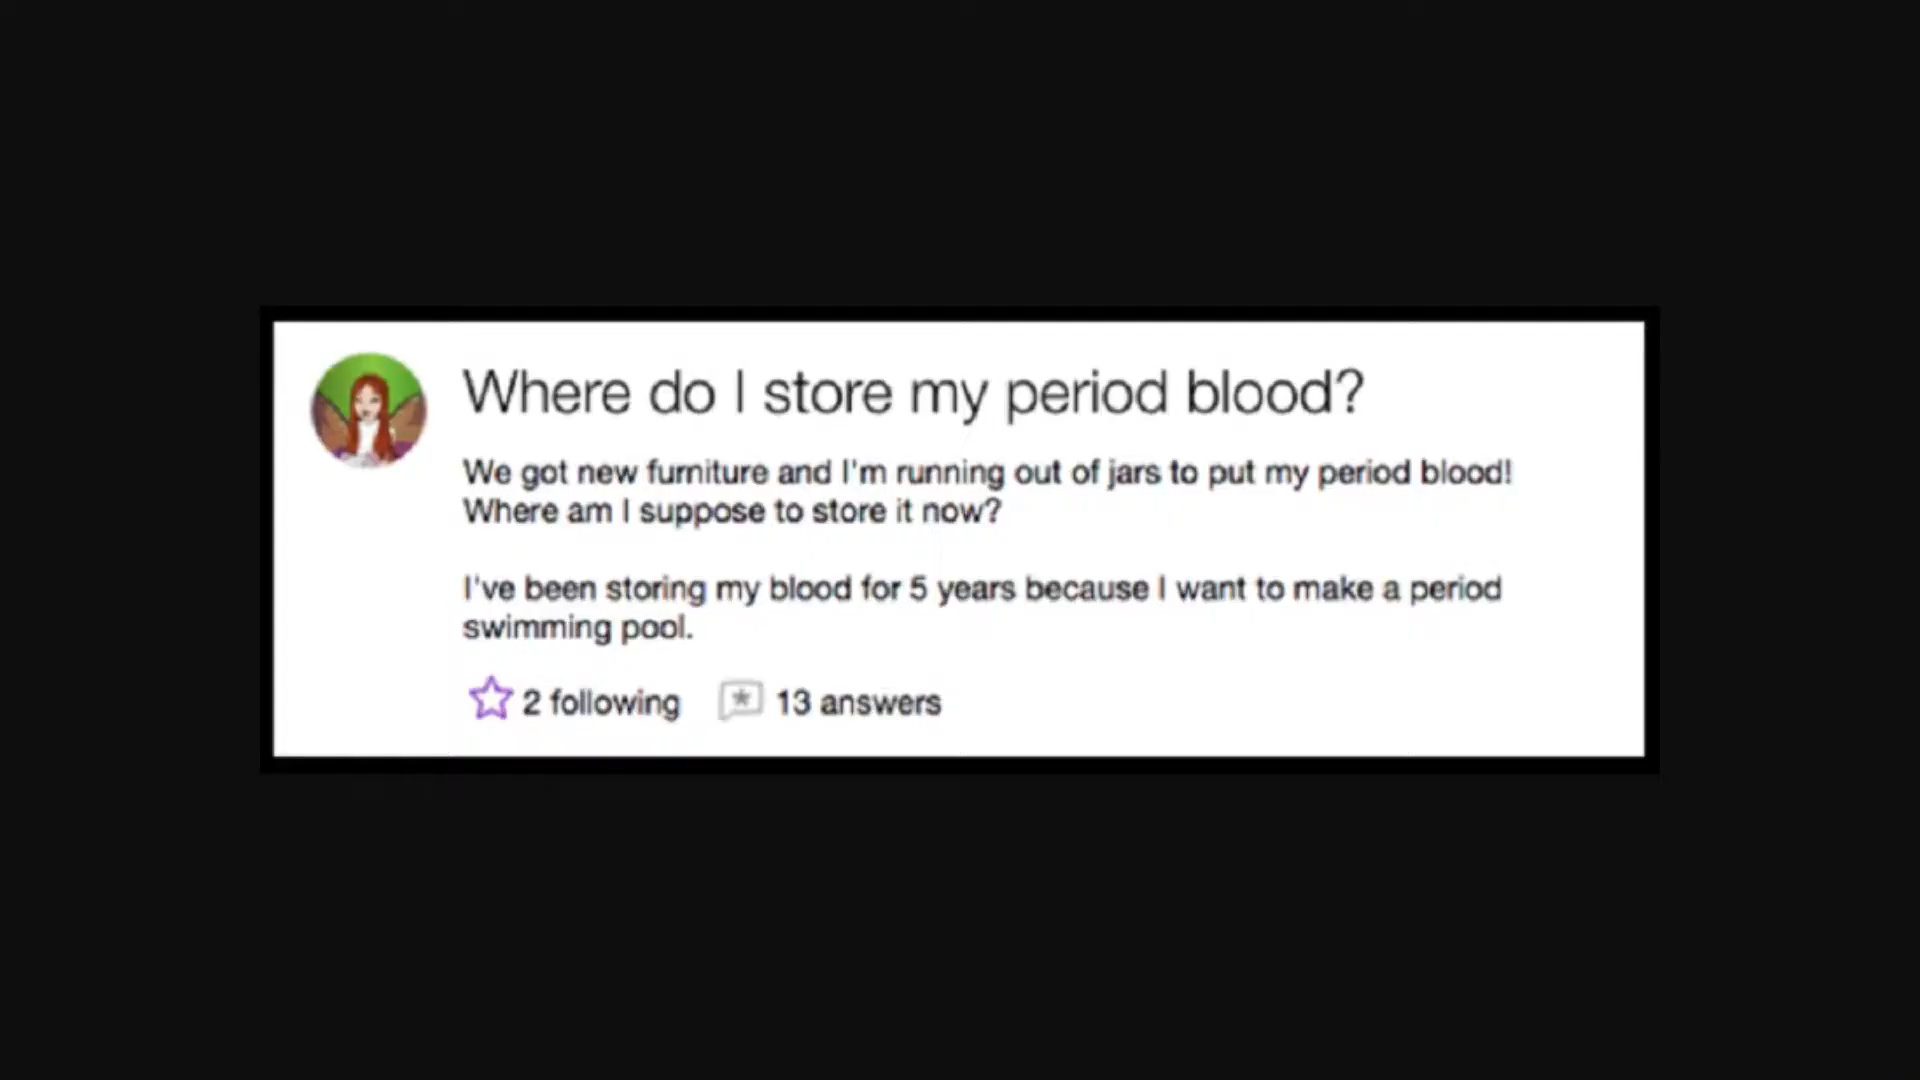 Where do I store my period blood?
We got new furniture and I'm running out of jars to put my period blood!
Where am I suppose to store it now?
I've been storing my blood for 5 years because I want to make a period
swimming pool.
2 following 13 answers